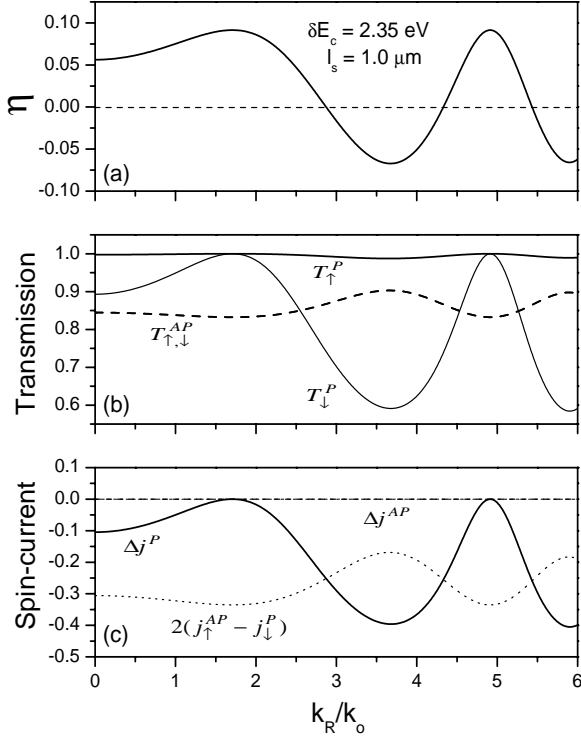 0.10
0.05
0.00
-0.05
-0.10
η
δE_c = 2.35 eV
l_s = 1.0 μm
(a)
1.0
0.9
0.8
0.7
0.6
Transmission
T_↑^P
T_{↑,↓}^{AP}
T_↓^P
(b)
0.1
0.0
-0.1
-0.2
-0.3
-0.4
-0.5
Spin-current
Δj^P
Δj^{AP}
2(j_↑^{AP} – j_↓^P)
(c)
0 1 2 3 4 5 6
k_R/k_o